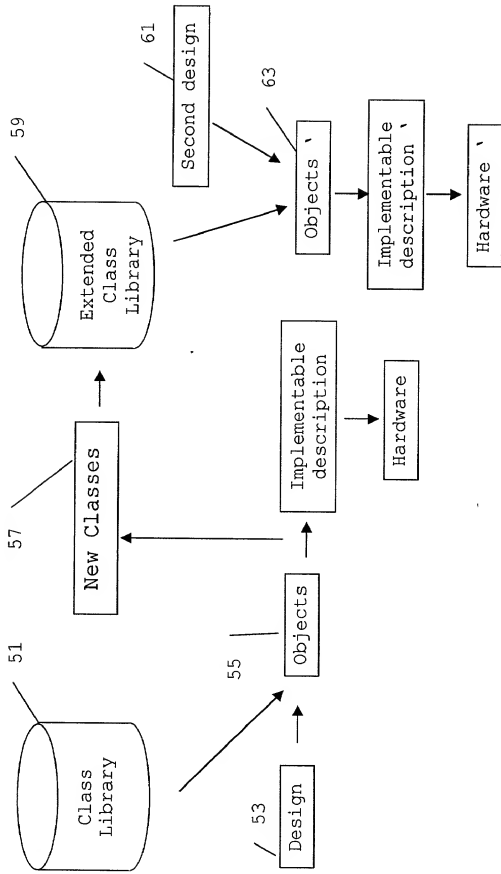 51
Class
Library
53
Design
55
Objects
57
New Classes
Implementable
description
Hardware
59
Extended
Class
Library
61
Second design
63
Objects `
Implementable
description `
Hardware `